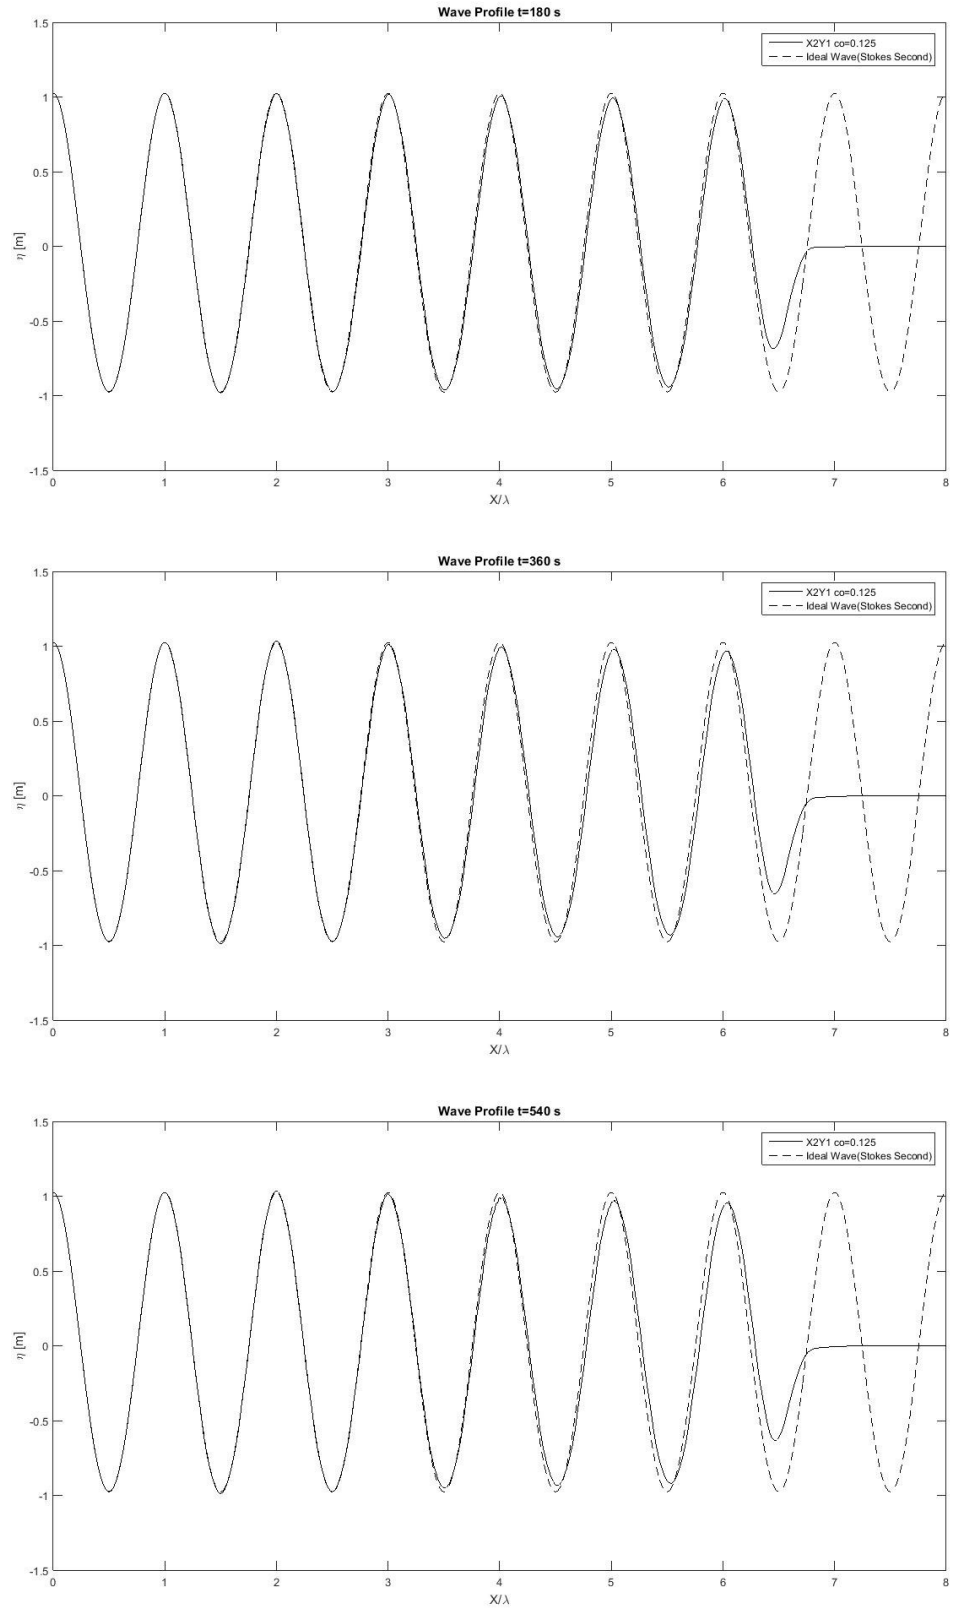 Wave Profile t=180 s
1.5
X2Y1 co=0.125
Ideal Wave(Stokes Second)
1
0.5
η [m]
0
-0.5
-1
-1.5
0 1 2 3 4 5 6 7 8
X/λ
Wave Profile t=360 s
1.5
X2Y1 co=0.125
Ideal Wave(Stokes Second)
1
0.5
η [m]
0
-0.5
-1
-1.5
0 1 2 3 4 5 6 7 8
X/λ
Wave Profile t=540 s
1.5
X2Y1 co=0.125
Ideal Wave(Stokes Second)
1
0.5
η [m]
0
-0.5
-1
-1.5
0 1 2 3 4 5 6 7 8
X/λ